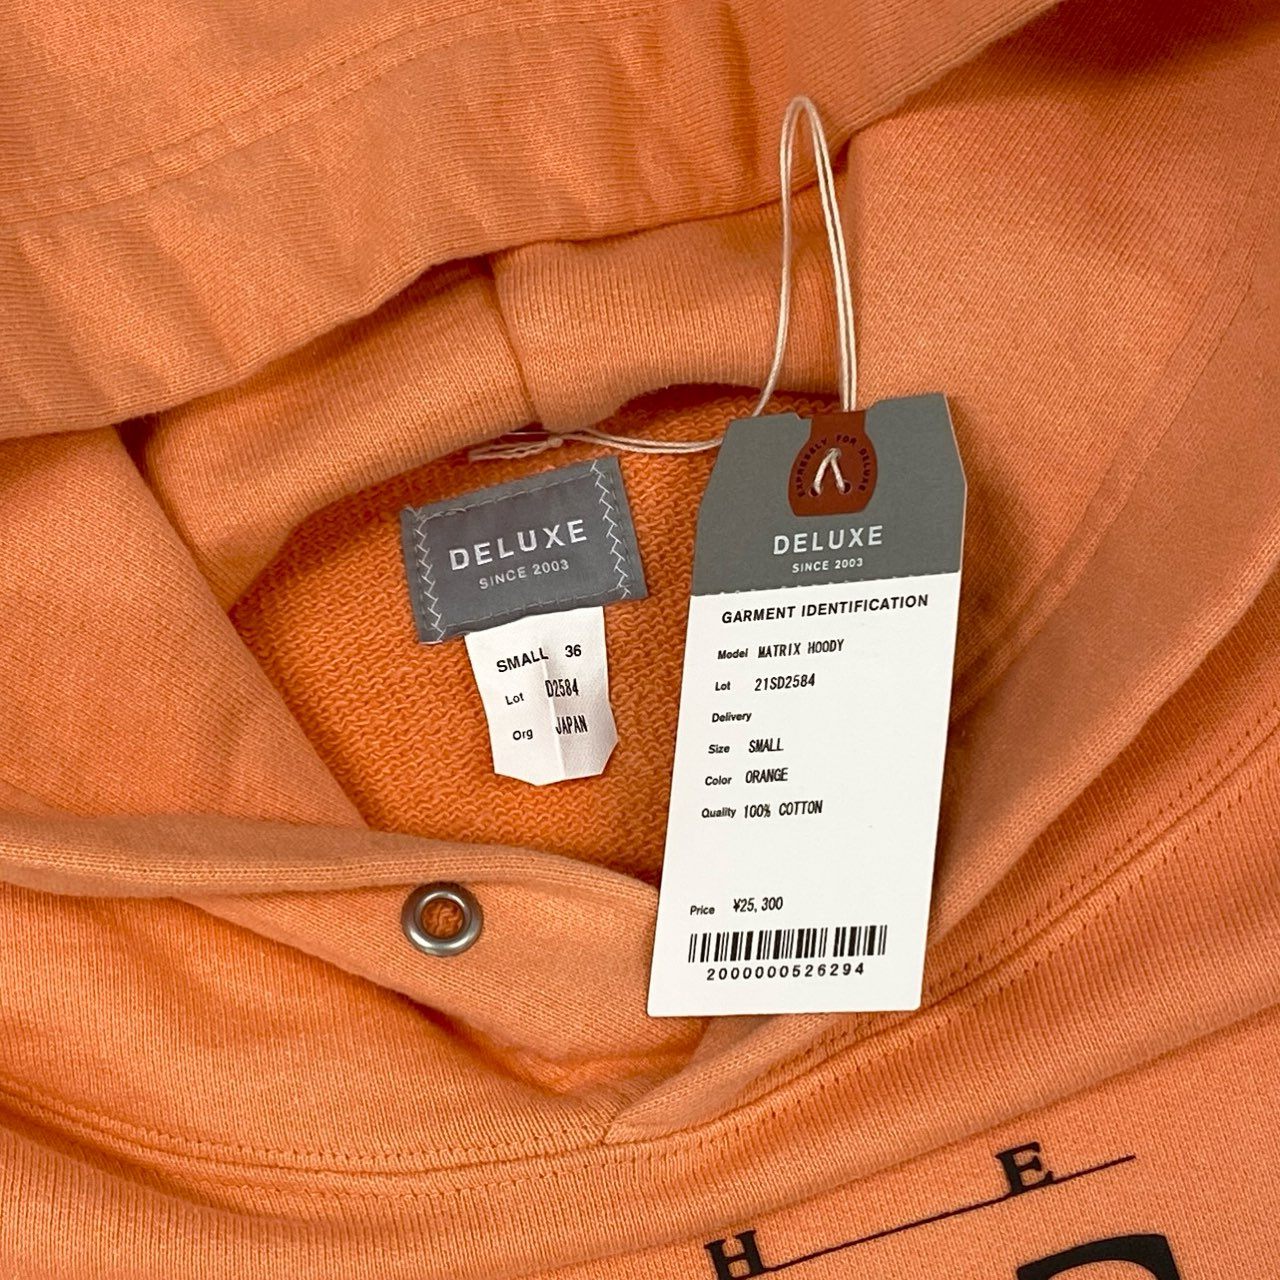 DELUXE
SINCE 2003
SMALL 36
Lot D2584
Org JAPAN
EXPRESSLY FOR DELUXE
DELUXE
SINCE 2003
GARMENT IDENTIFICATION
Model MATRIX HOODY
Lot 21SD2584
Delivery
Size SMALL
Color ORANGE
Quality 100% COTTON
Price ¥25,300
2000000526294
H E